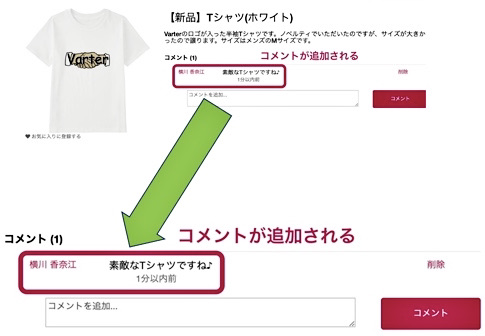 【新品】Tシャツ(ホワイト)
Varterのロゴが入った半袖Tシャツです。ノベルティでいただいたのですが、サイズが大きかっ
たので譲ります。サイズはメンズのMサイズです。
Varter
コメント (1)
コメントが追加される
横川 香奈江
素敵なTシャツですね♪
削除
1分以内前
コメントを追加...
コメント
♥ お気に入りに登録する
コメントが追加される
コメント (1)
横川 香奈江
素敵なTシャツですね♪
削除
1分以内前
コメントを追加...
コメント